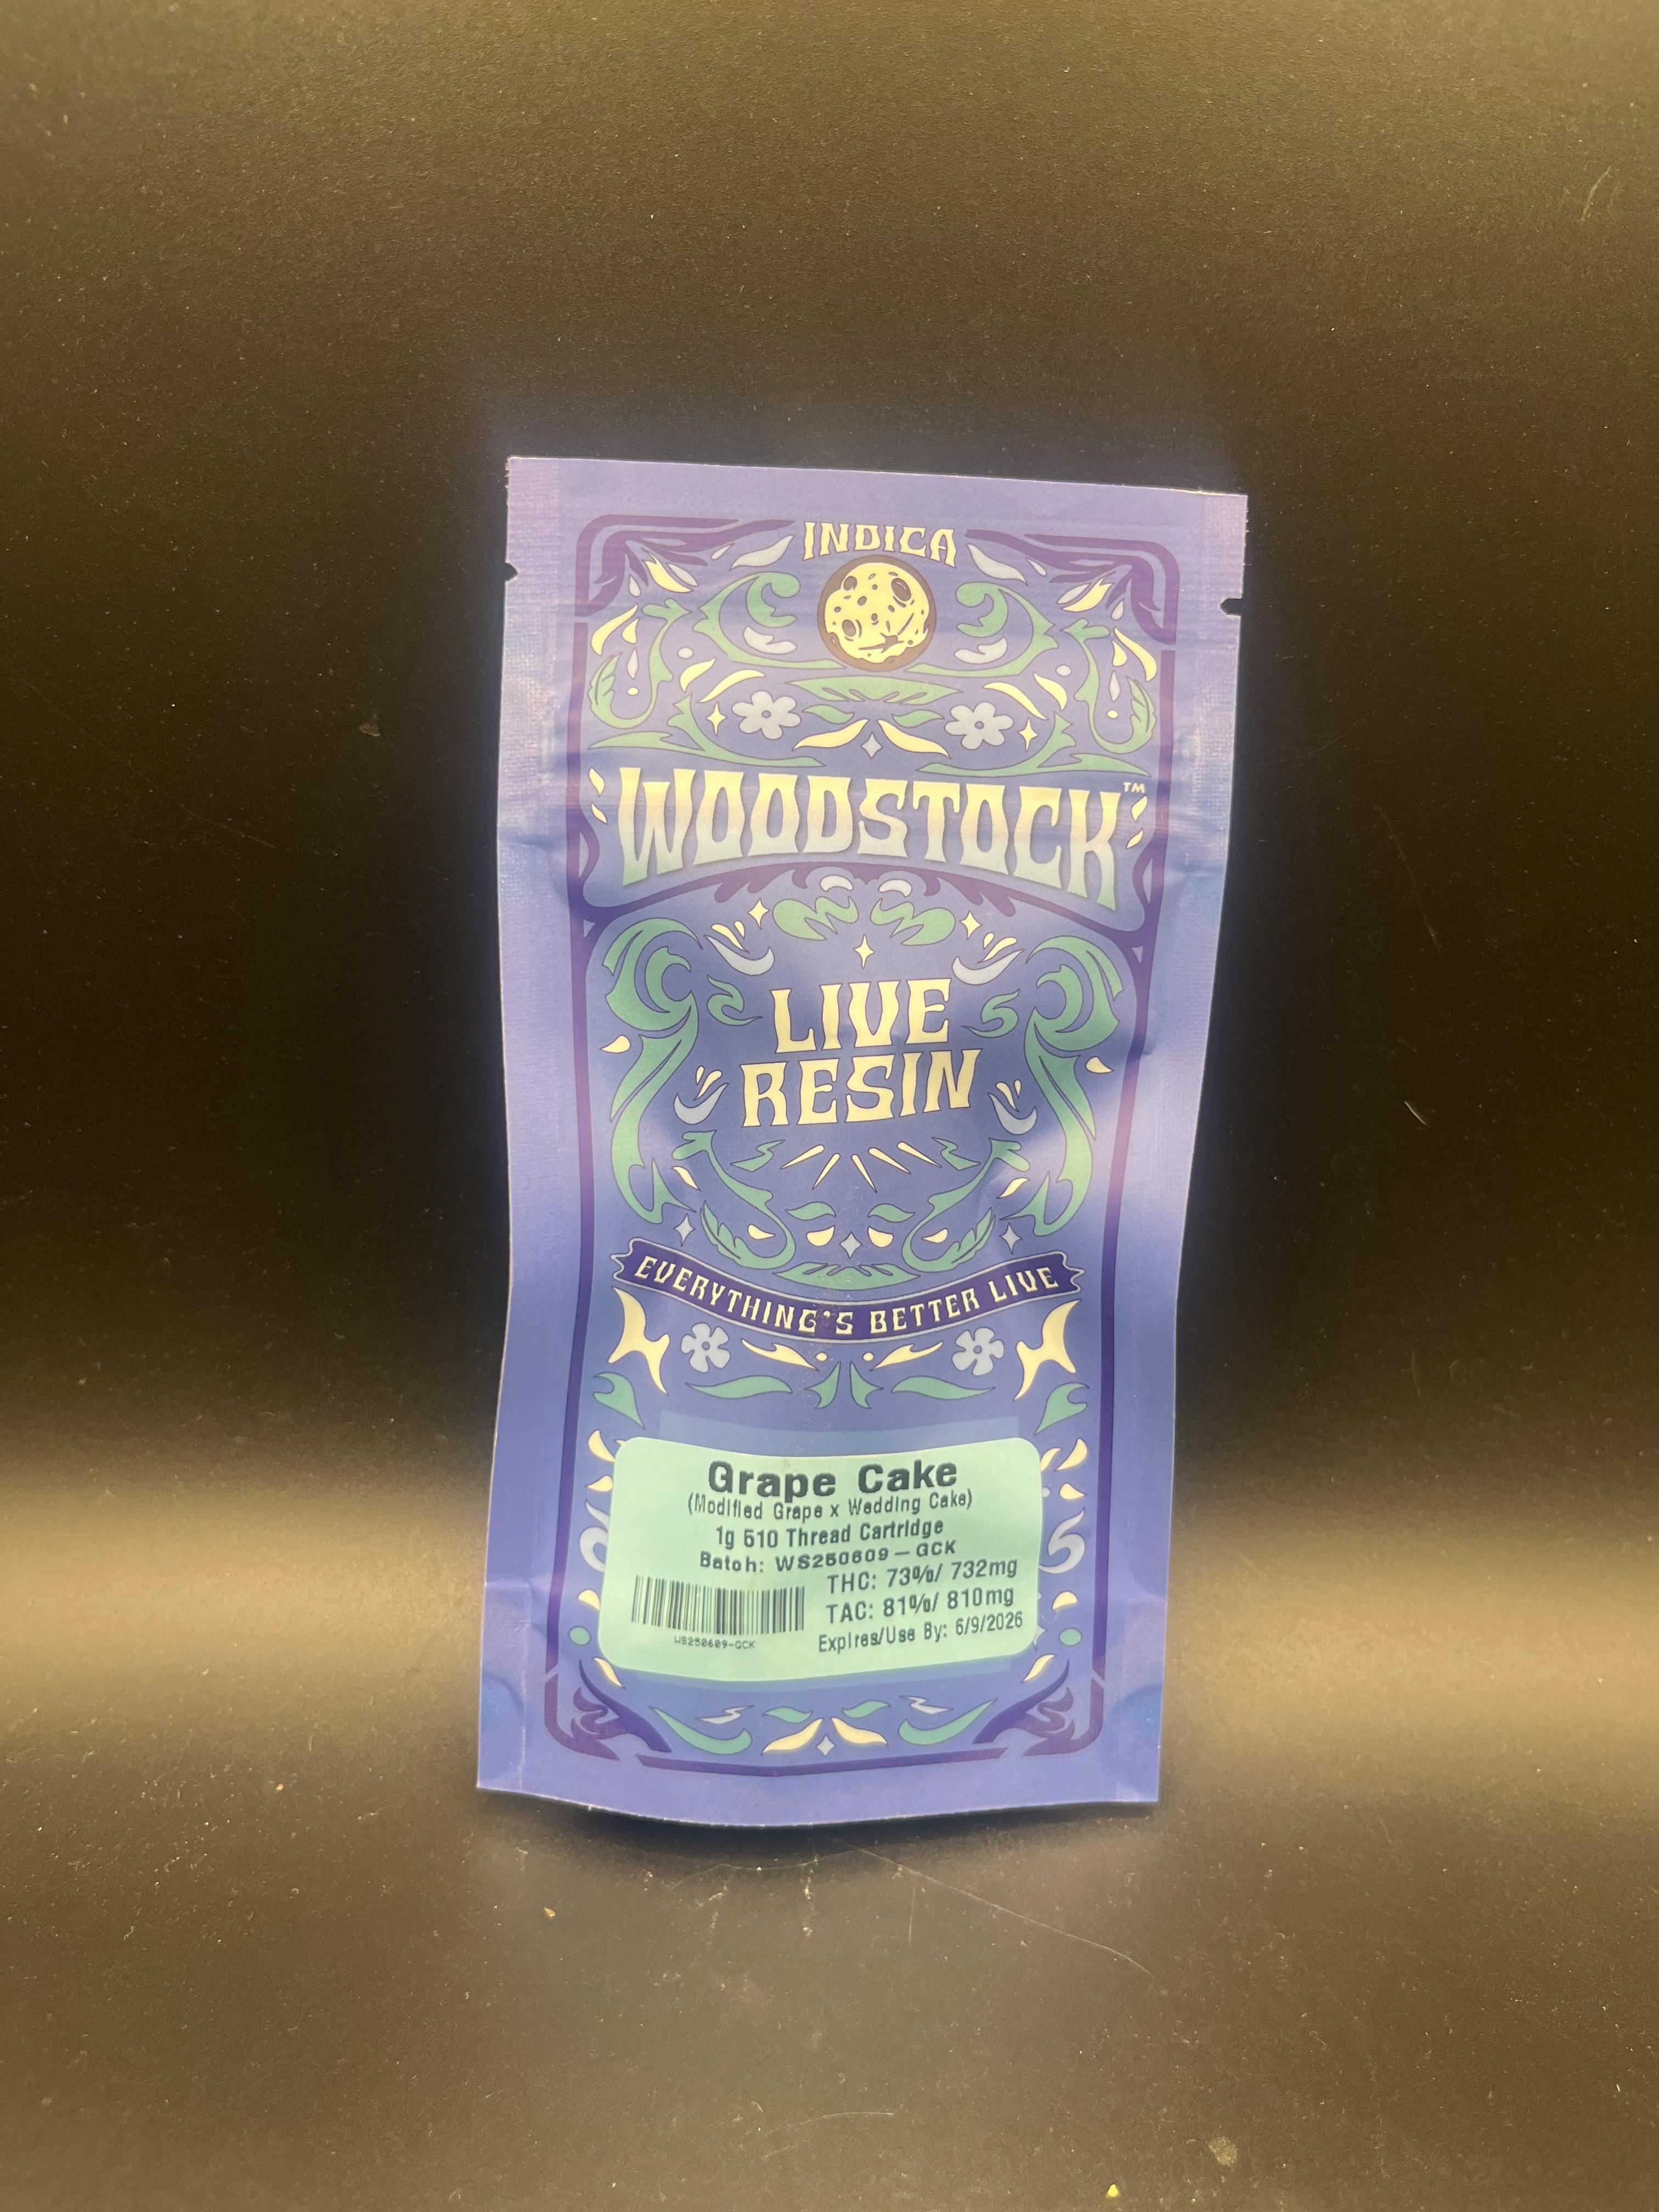 INDICA
WOODSTOCK™
LIVE
RESIN
EVERYTHING'S BETTER LIVE
Grape Cake
(Modified Grape x Wedding Cake)
1g 510 Thread Cartridge
Batch: WS250609-GCK
THC: 73%/ 732mg
TAC: 81%/ 810mg
Expires/Use By: 6/9/2026
WS250609-GCK